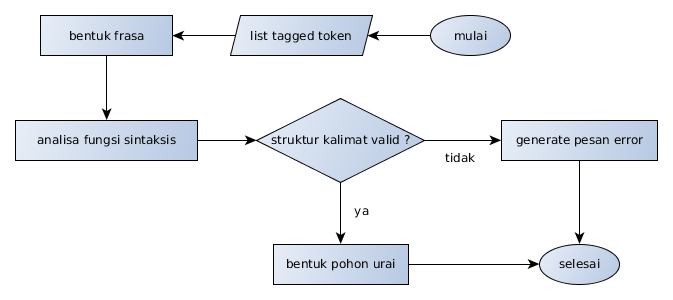 mulai
list tagged token
bentuk frasa
analisa fungsi sintaksis
struktur kalimat valid ?
tidak
generate pesan error
ya
bentuk pohon urai
selesai